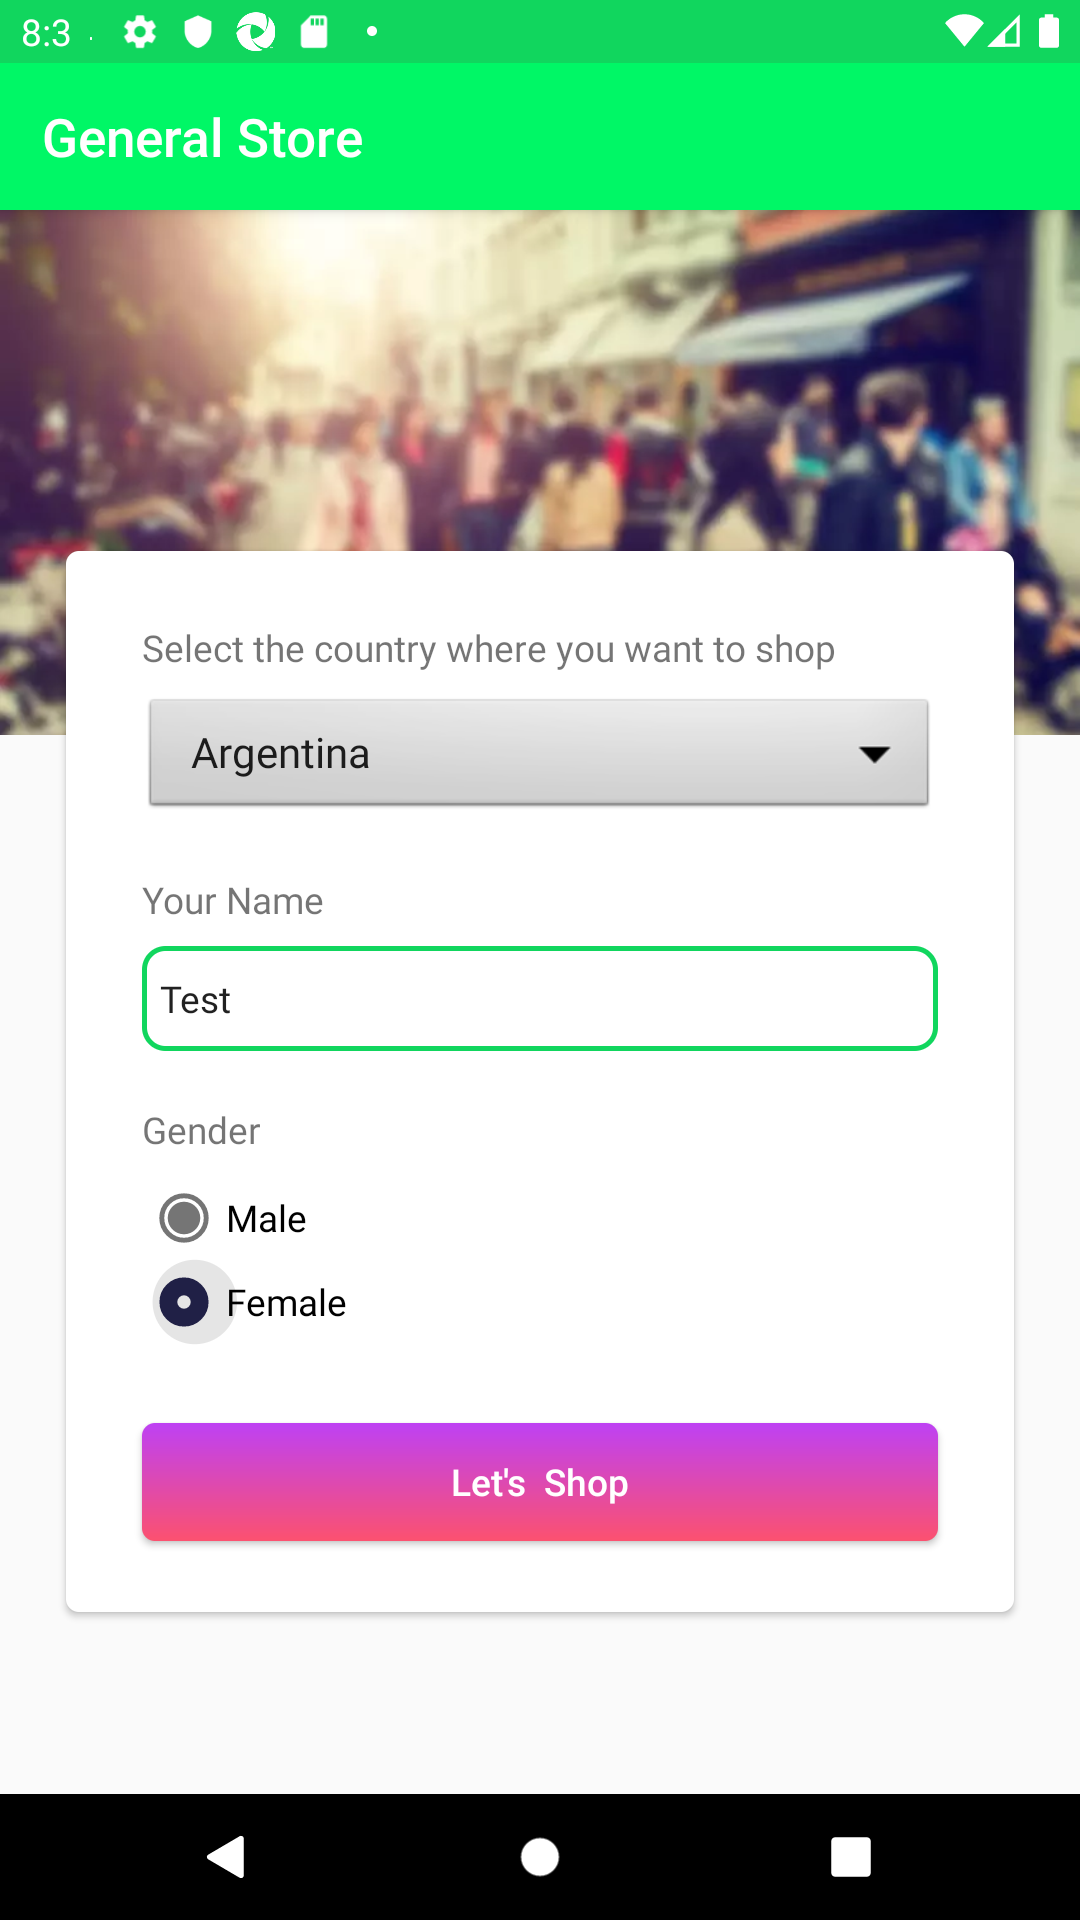 8:3
General Store
Select the country where you want to shop
Argentina
Your Name
Test
Gender
Male
Female
Let's Shop